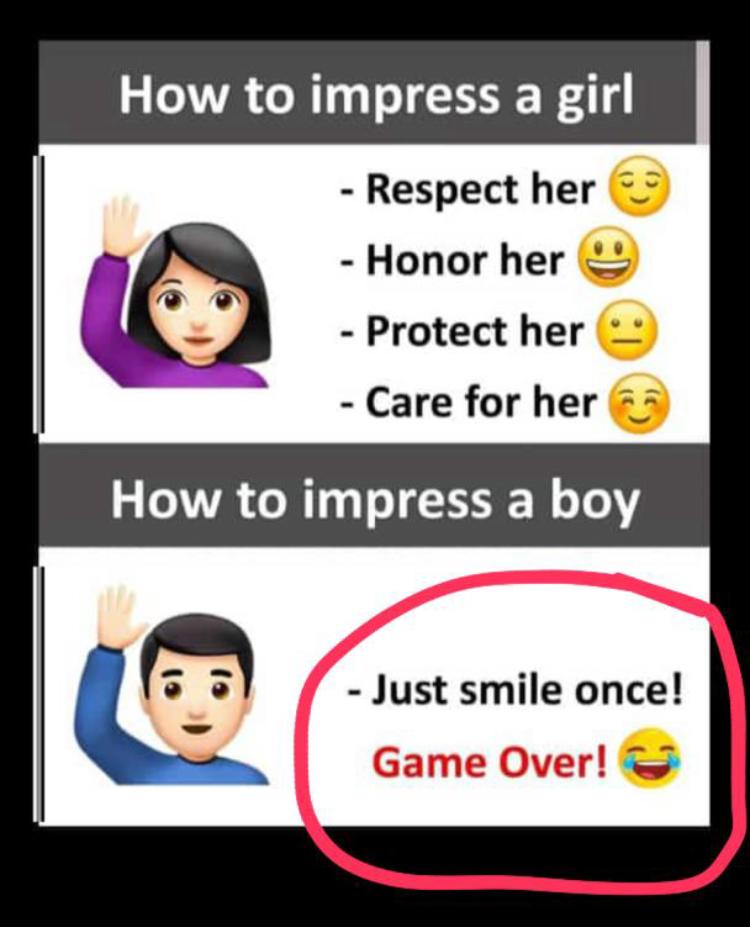 How to impress a girl
- Respect her 😌
- Honor her 😃
- Protect her 😐
- Care for her ☺️
How to impress a boy
- Just smile once!
Game Over! 😂